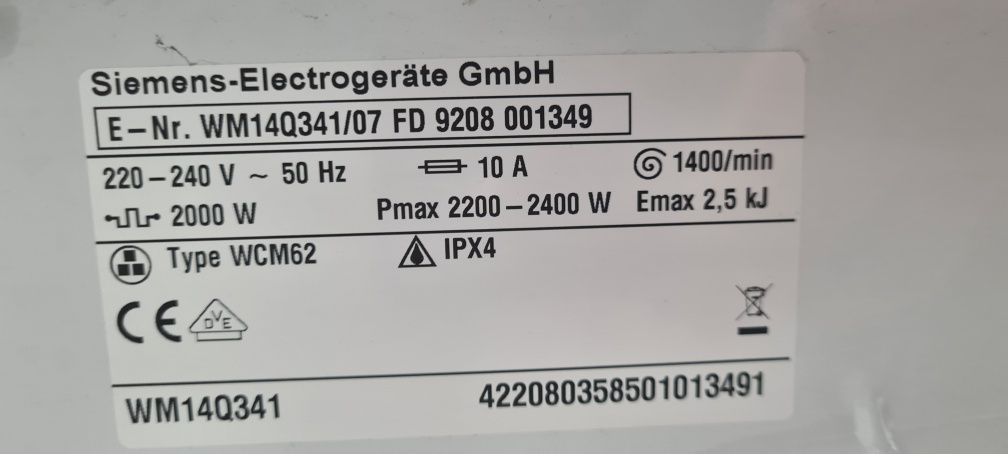 Siemens-Electrogeräte GmbH
E-Nr. WM14Q341/07 FD 9208 001349
220-240 V ~ 50 Hz 10 A 1400/min
2000 W Pmax 2200-2400 W Emax 2,5 kJ
Type WCM62 IPX4
CE DVE
WM14Q341 422080358501013491